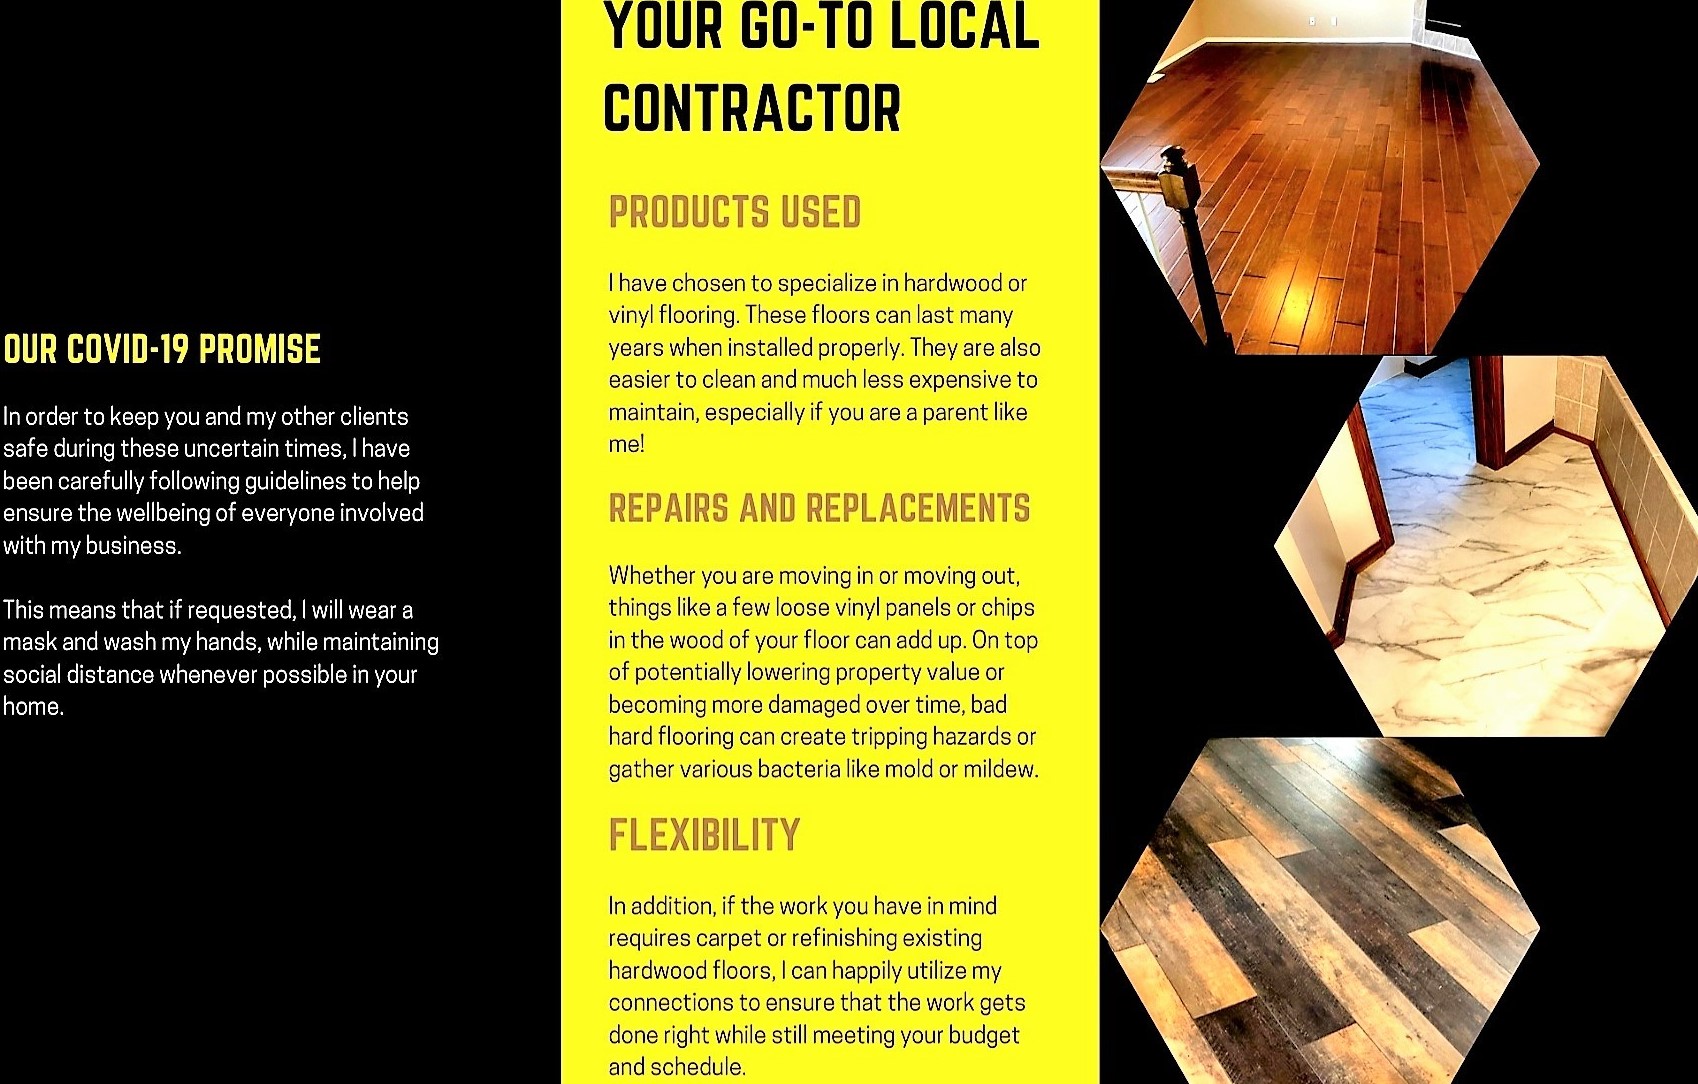 OUR COVID-19 PROMISE
In order to keep you and my other clients
safe during these uncertain times, I have
been carefully following guidelines to help
ensure the wellbeing of everyone involved
with my business.
This means that if requested, I will wear a
mask and wash my hands, while maintaining
social distance whenever possible in your
home.
YOUR GO-TO LOCAL
CONTRACTOR
PRODUCTS USED
I have chosen to specialize in hardwood or
vinyl flooring. These floors can last many
years when installed properly. They are also
easier to clean and much less expensive to
maintain, especially if you are a parent like
me!
REPAIRS AND REPLACEMENTS
Whether you are moving in or moving out,
things like a few loose vinyl panels or chips
in the wood of your floor can add up. On top
of potentially lowering property value or
becoming more damaged over time, bad
hard flooring can create tripping hazards or
gather various bacteria like mold or mildew.
FLEXIBILITY
In addition, if the work you have in mind
requires carpet or refinishing existing
hardwood floors, I can happily utilize my
connections to ensure that the work gets
done right while still meeting your budget
and schedule.